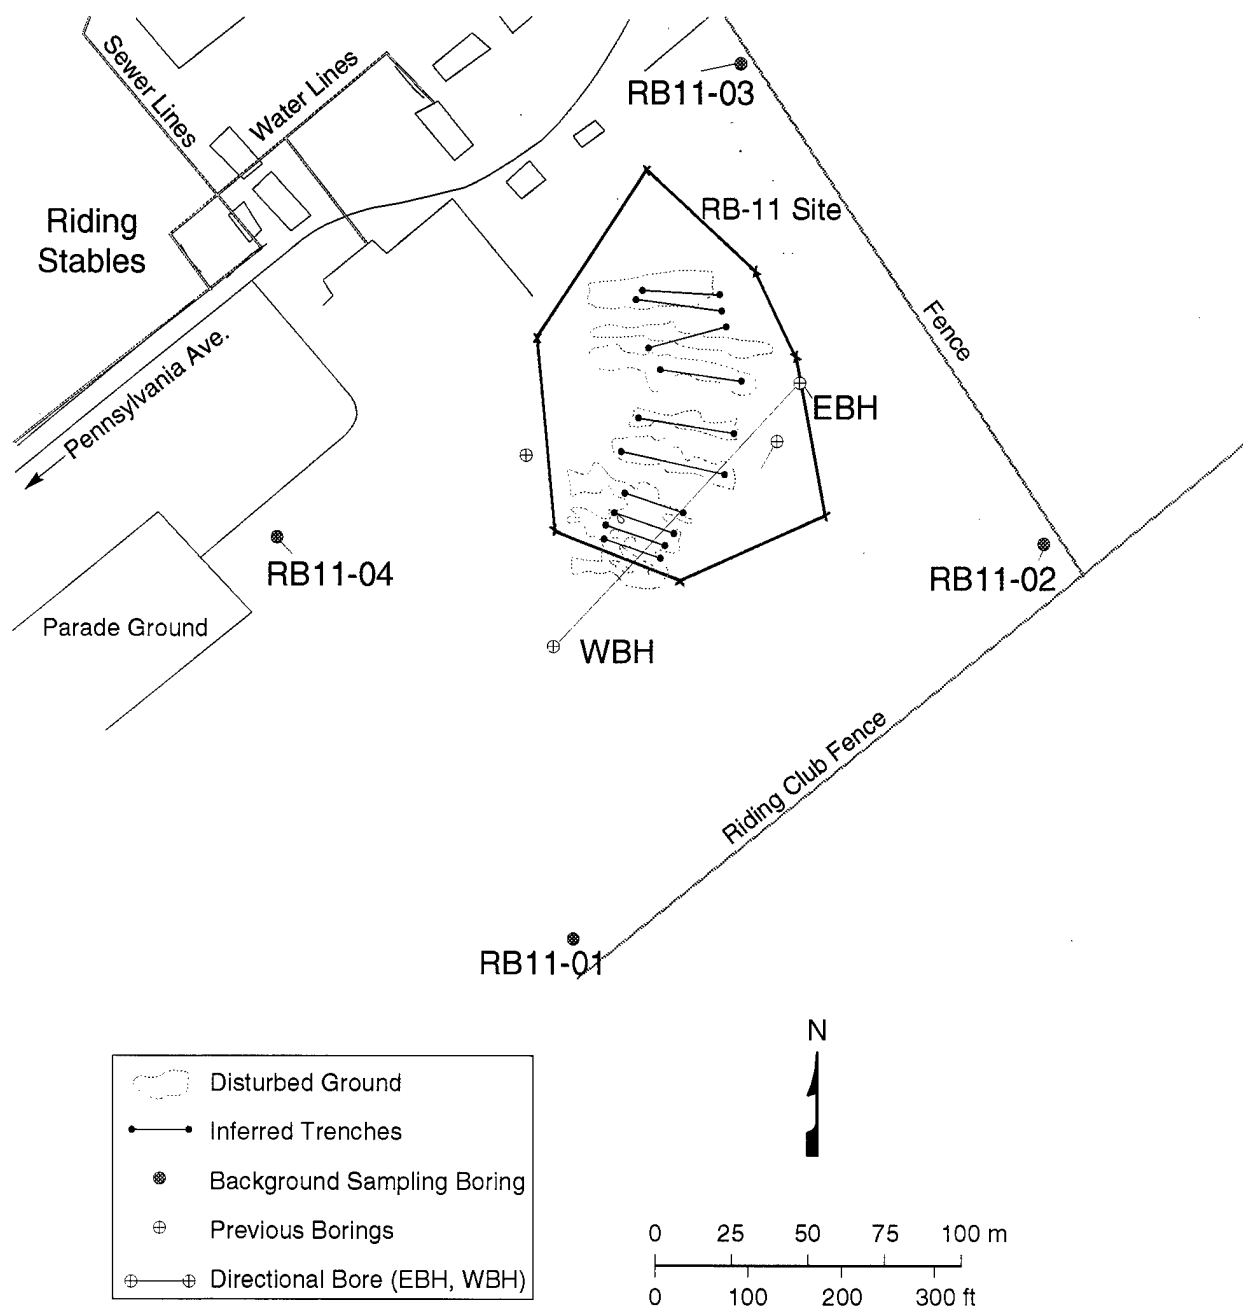 Sewer Lines
Water Lines
RB11-03
Riding
Stables
RB-11 Site
Fence
Pennsylvania Ave.
EBH
RB11-04
RB11-02
Parade Ground
WBH
Riding Club Fence
RB11-01
N
Disturbed Ground
Inferred Trenches
Background Sampling Boring
Previous Borings
Directional Bore (EBH, WBH)
0 25 50 75 100 m
0 100 200 300 ft